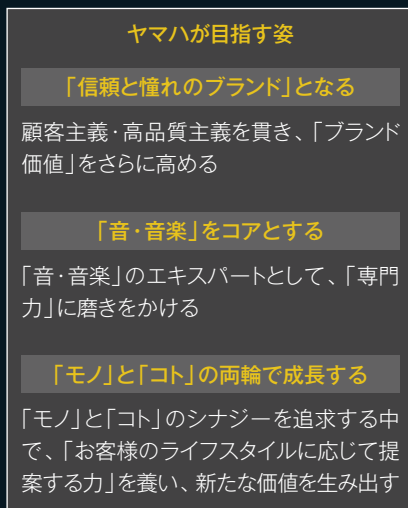 ヤマハが目指す姿
「信頼と憧れのブランド」となる
顧客主義・高品質主義を貫き、「ブランド
価値」をさらに高める
「音・音楽」をコアとする
「音・音楽」のエキスパートとして、「専門
力」に磨きをかける
「モノ」と「コト」の両輪で成長する
「モノ」と「コト」のシナジーを追求する中
で、「お客様のライフスタイルに応じて提
案する力」を養い、新たな価値を生み出す